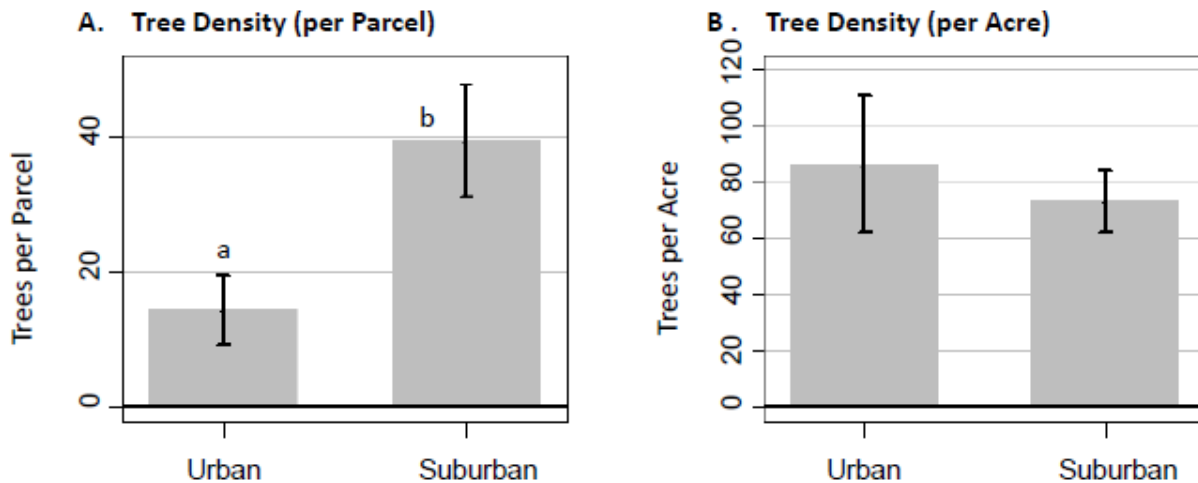 A. Tree Density (per Parcel)
Trees per Parcel
40
20
0
a
b
Urban Suburban
B . Tree Density (per Acre)
Trees per Acre
120
100
80
60
40
20
0
Urban Suburban